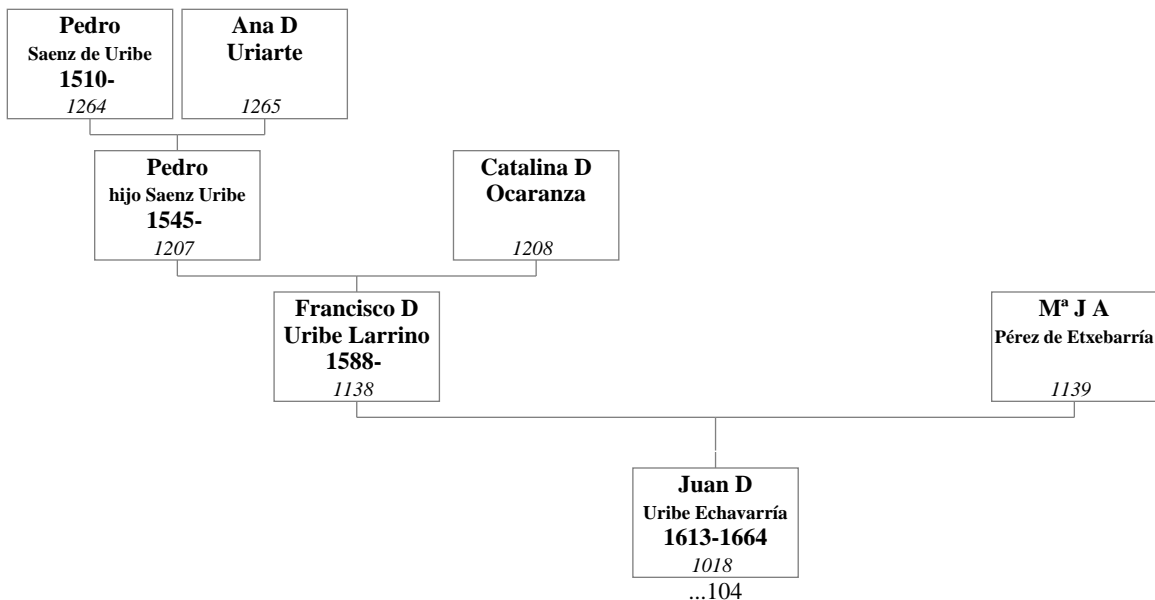 Pedro
Saenz de Uribe
1510-
1264
Ana D
Uriarte
1265
Pedro
hijo Saenz Uribe
1545-
1207
Catalina D
Ocaranza
1208
Francisco D
Uribe Larrino
1588-
1138
Mª J A
Pérez de Etxebarría
1139
Juan D
Uribe Echavarría
1613-1664
1018
...104